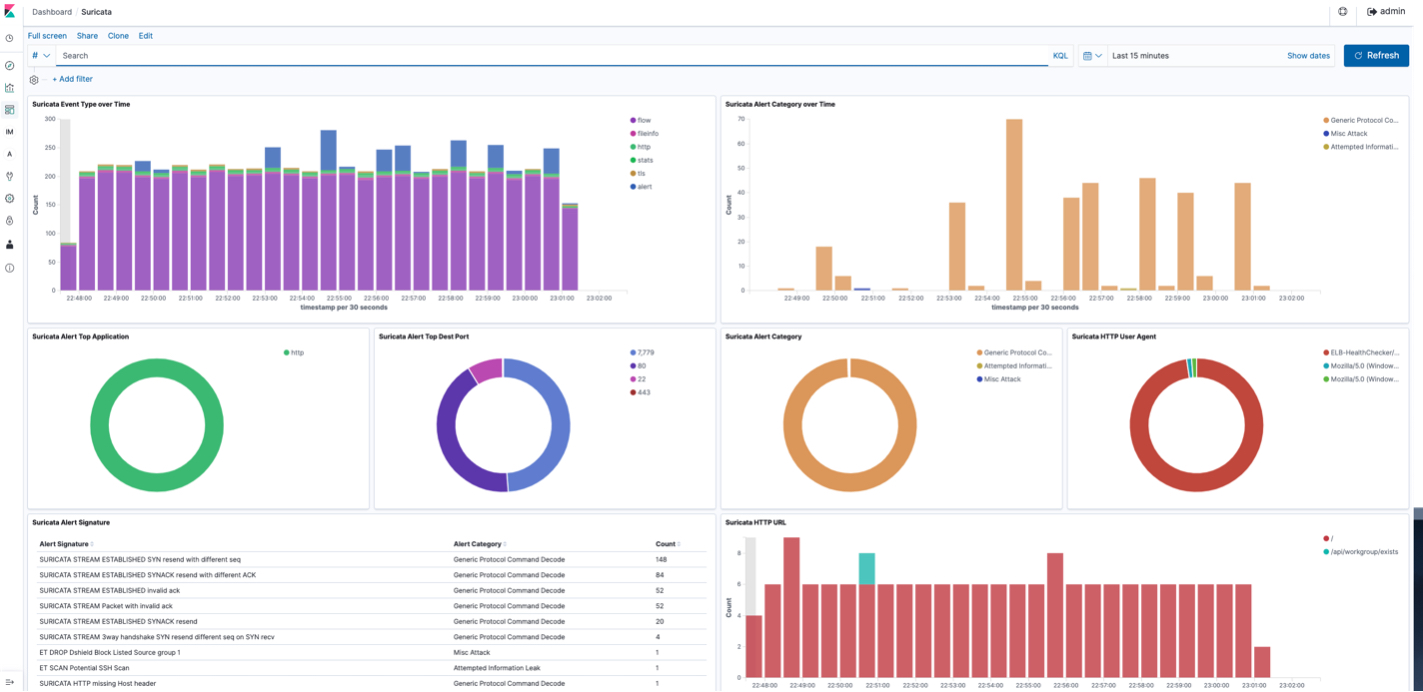 Dashboard / Suricata
admin
Full screen Share Clone Edit
# Search KQL Last 15 minutes Show dates Refresh
+ Add filter
IM
A
Suricata Event Type over Time
300
250
200
150
100
50
0
Count
22:48:00 22:49:00 22:50:00 22:51:00 22:52:00 22:53:00 22:54:00 22:55:00 22:56:00 22:57:00 22:58:00 22:59:00 23:00:00 23:01:00 23:02:00
timestamp per 30 seconds
flow
fileinfo
http
stats
tls
alert
Suricata Alert Category over Time
70
60
50
40
30
20
10
0
Count
22:49:00 22:50:00 22:51:00 22:52:00 22:53:00 22:54:00 22:55:00 22:56:00 22:57:00 22:58:00 22:59:00 23:00:00 23:01:00 23:02:00
timestamp per 30 seconds
Generic Protocol Co...
Misc Attack
Attempted Informati...
Suricata Alert Top Application
http
Suricata Alert Top Dest Port
7,779
80
22
443
Suricata Alert Category
Generic Protocol Co...
Attempted Informati...
Misc Attack
Suricata HTTP User Agent
ELB-HealthChecker/...
Mozilla/5.0 (Window...
Mozilla/5.0 (Window...
Suricata Alert Signature
Alert Signature Alert Category Count
SURICATA STREAM ESTABLISHED SYN resend with different seq Generic Protocol Command Decode 148
SURICATA STREAM ESTABLISHED SYNACK resend with different ACK Generic Protocol Command Decode 84
SURICATA STREAM ESTABLISHED invalid ack Generic Protocol Command Decode 52
SURICATA STREAM Packet with invalid ack Generic Protocol Command Decode 52
SURICATA STREAM ESTABLISHED SYNACK resend Generic Protocol Command Decode 20
SURICATA STREAM 3way handshake SYN resend different seq on SYN recv Generic Protocol Command Decode 4
ET DROP Dshield Block Listed Source group 1 Misc Attack 1
ET SCAN Potential SSH Scan Attempted Information Leak 1
SURICATA HTTP missing Host header Generic Protocol Command Decode 1
Suricata HTTP URL
8
6
4
2
0
Count
22:48:00 22:49:00 22:50:00 22:51:00 22:52:00 22:53:00 22:54:00 22:55:00 22:56:00 22:57:00 22:58:00 22:59:00 23:00:00 23:01:00 23:02:00
/
/api/workgroup/exists